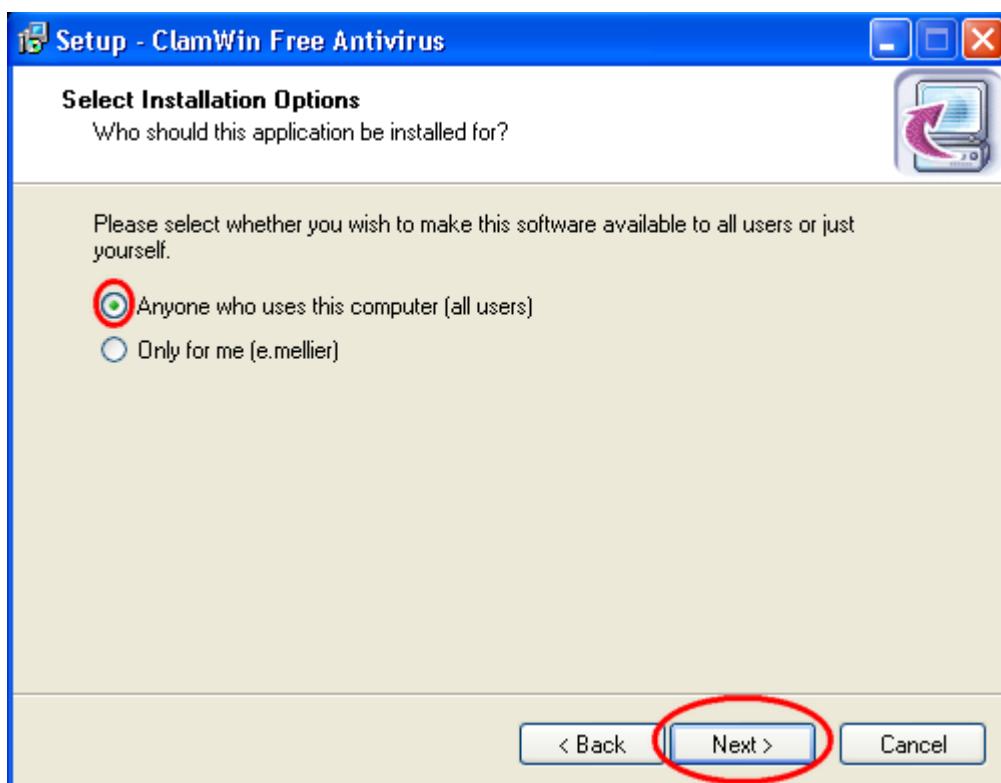 Setup - ClamWin Free Antivirus
Select Installation Options
Who should this application be installed for?
Please select whether you wish to make this software available to all users or just
yourself.
Anyone who uses this computer (all users)
Only for me (e.mellier)
< Back Next > Cancel